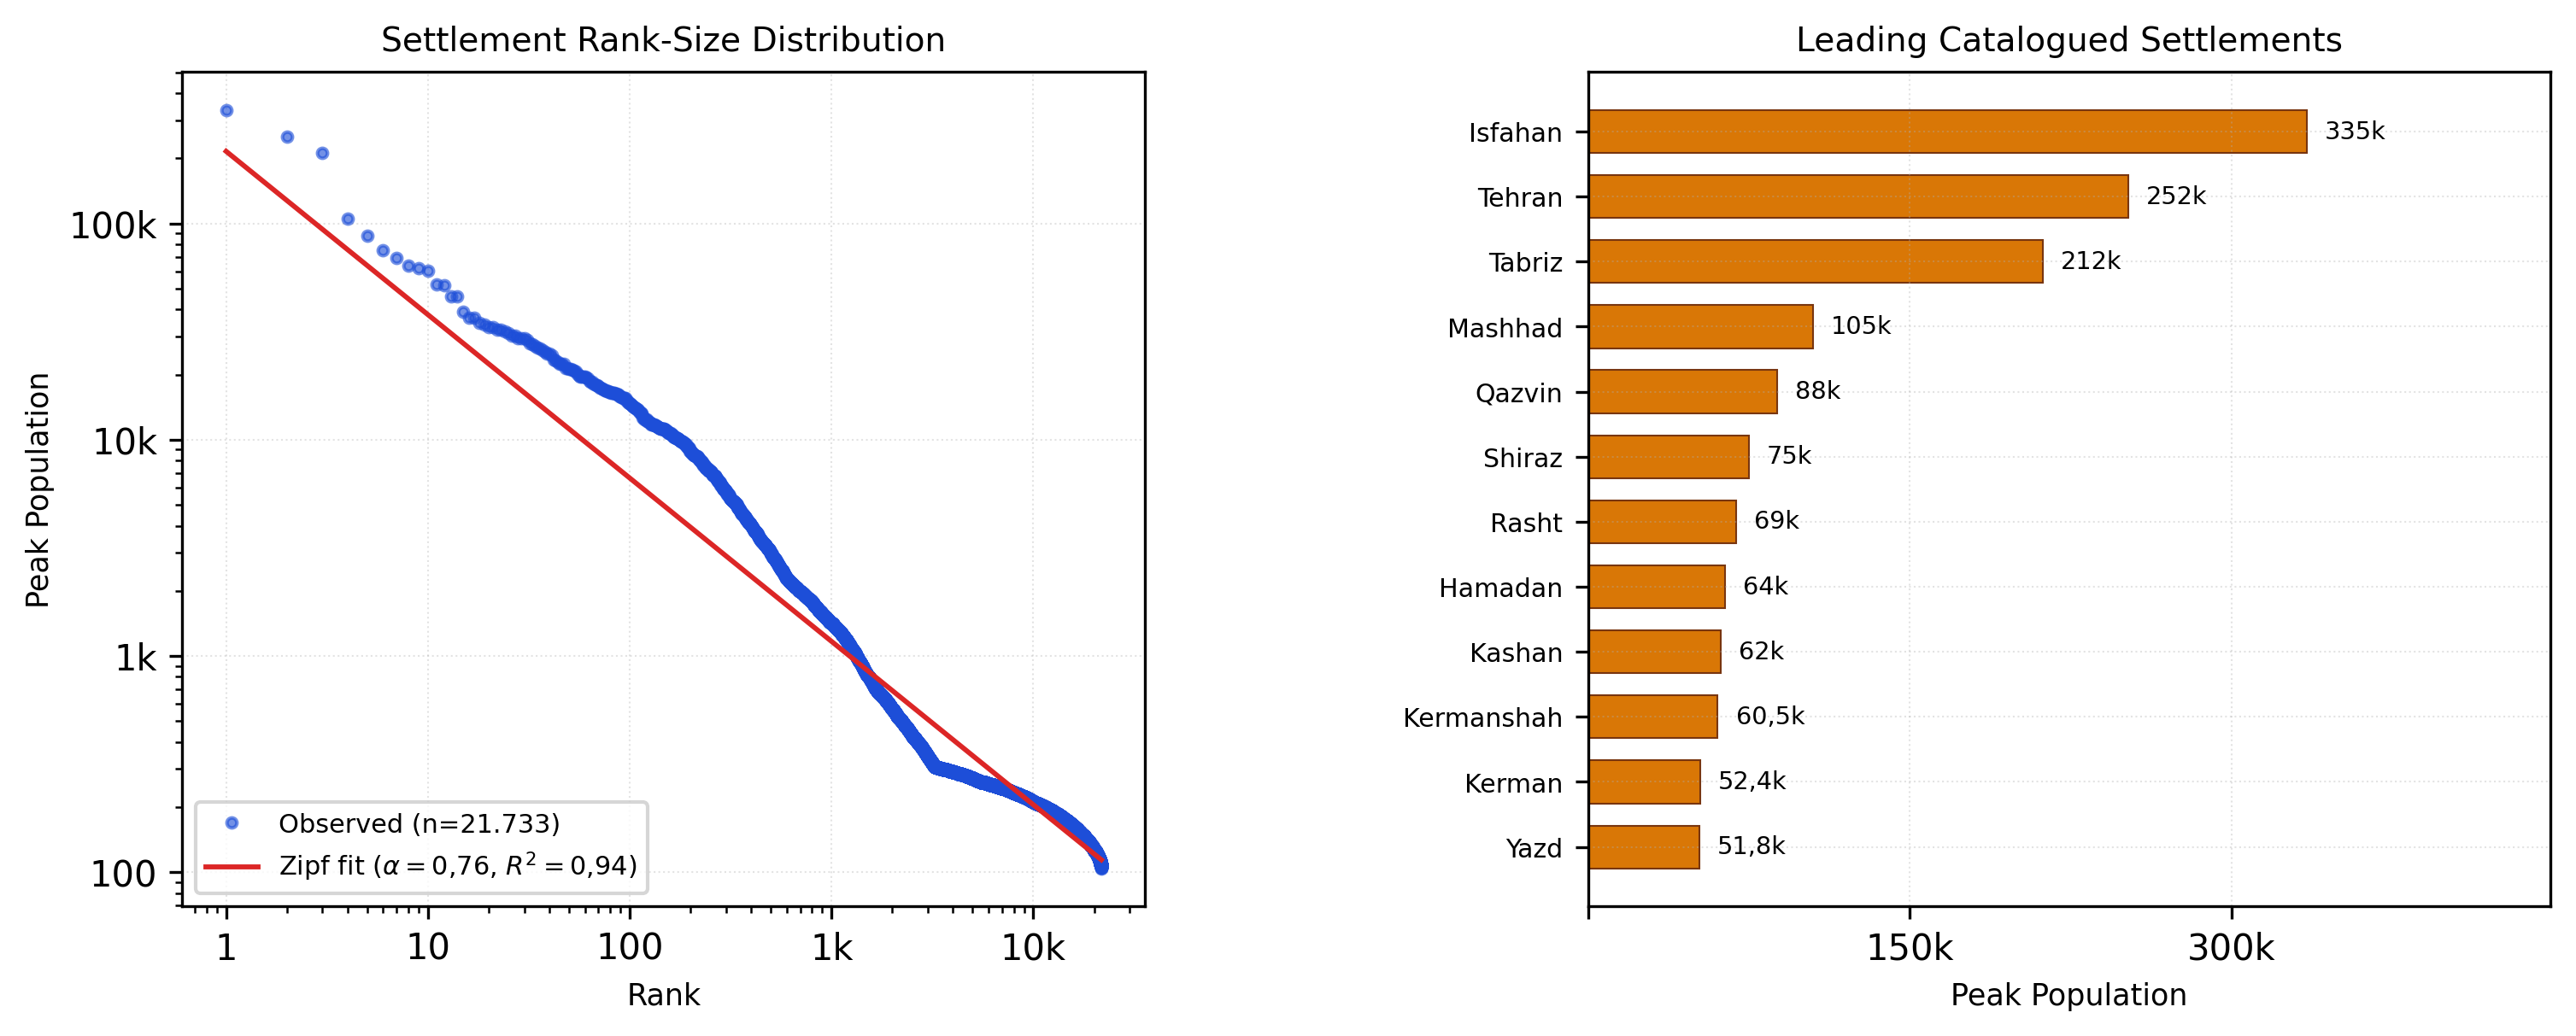 Settlement Rank-Size Distribution
Peak Population
100k
10k
1k
100
Observed (n=21.733)
Zipf fit (α = 0,76, R² = 0,94)
1
10
100
1k
10k
Rank
Leading Catalogued Settlements
Isfahan
335k
Tehran
252k
Tabriz
212k
Mashhad
105k
Qazvin
88k
Shiraz
75k
Rasht
69k
Hamadan
64k
Kashan
62k
Kermanshah
60,5k
Kerman
52,4k
Yazd
51,8k
150k
300k
Peak Population